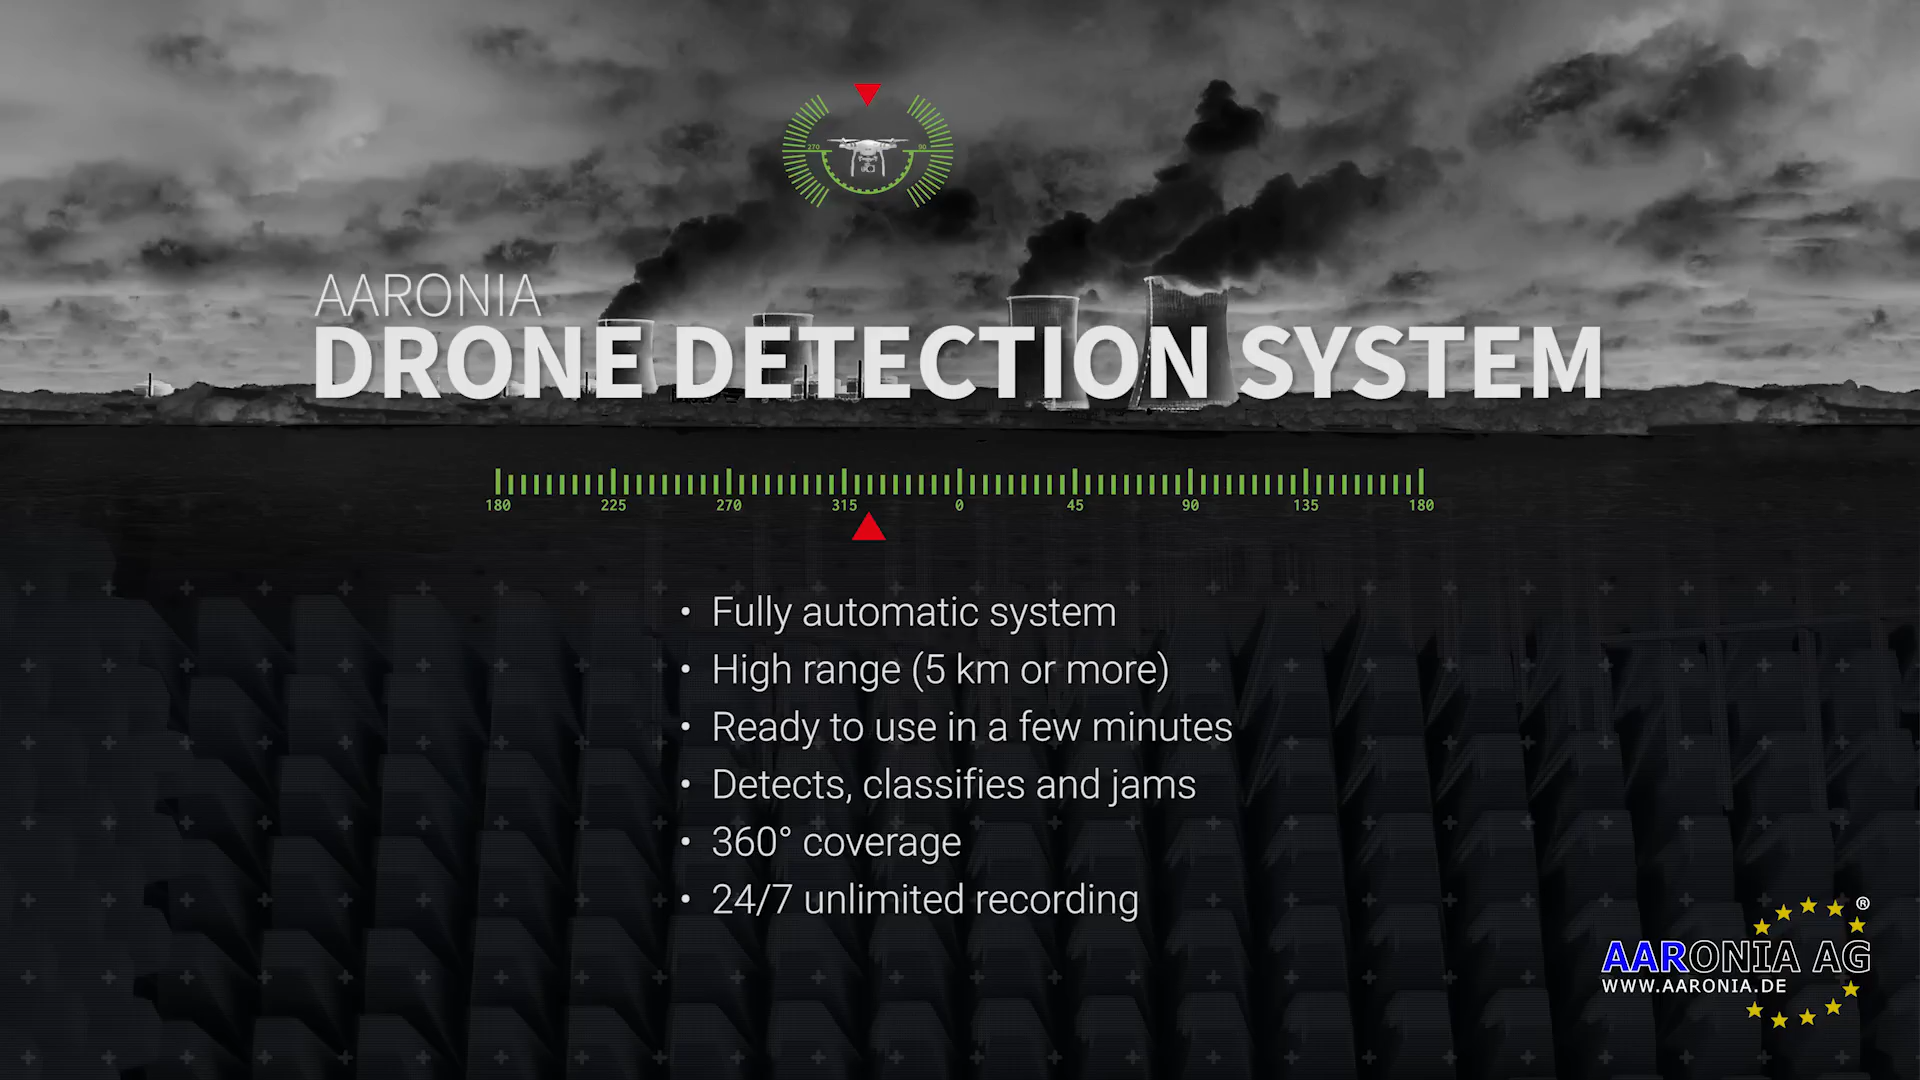 270 90
AARONIA
DRONE DETECTION SYSTEM
180 225 270 315 0 45 90 135 180
• Fully automatic system
• High range (5 km or more)
• Ready to use in a few minutes
• Detects, classifies and jams
• 360° coverage
• 24/7 unlimited recording
®
AARONIA AG
WWW.AARONIA.DE